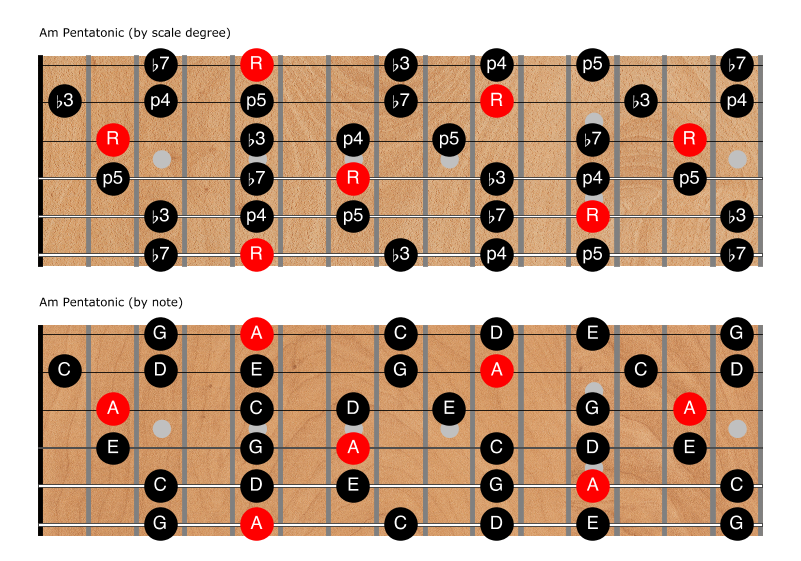 Am Pentatonic (by scale degree)
♭7 R ♭3 p4 p5 ♭7
♭3 p4 p5 ♭7 R ♭3 p4
R ♭3 p4 p5 ♭7 R
p5 ♭7 R ♭3 p4 p5
♭3 p4 p5 ♭7 R ♭3
♭7 R ♭3 p4 p5 ♭7
Am Pentatonic (by note)
G A C D E G
C D E G A C D
A C D E G A
E G A C D E
C D E G A C
G A C D E G